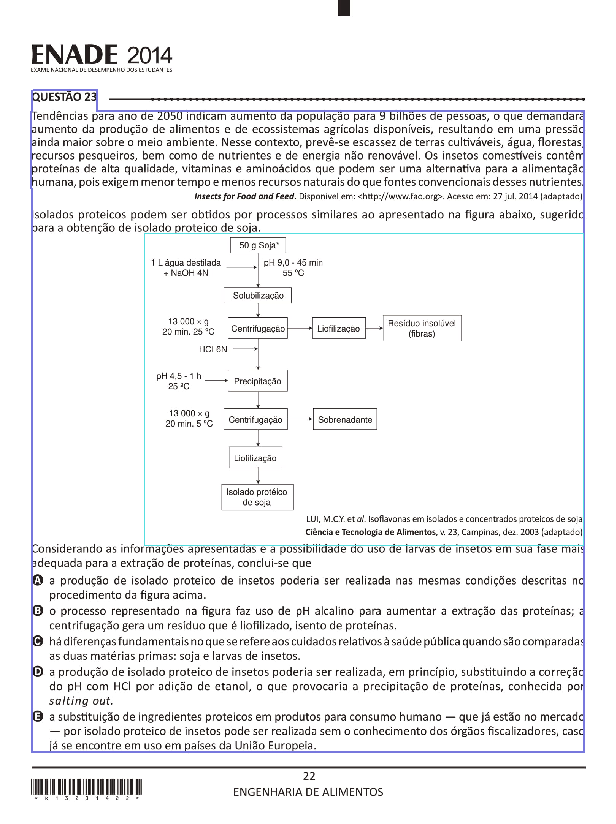 ENADE 2014
EXAME NACIONAL DE DESEMPENHO DOS ESTUDANTES
QUESTÃO 23
Tendências para ano de 2050 indicam aumento da população para 9 bilhões de pessoas, o que demandará
aumento da produção de alimentos e de ecossistemas agrícolas disponíveis, resultando em uma pressão
ainda maior sobre o meio ambiente. Nesse contexto, prevê-se escassez de terras cultiváveis, água, florestas,
recursos pesqueiros, bem como de nutrientes e de energia não renovável. Os insetos comestíveis contêm
proteínas de alta qualidade, vitaminas e aminoácidos que podem ser uma alternativa para a alimentação
humana, pois exigem menor tempo e menos recursos naturais do que fontes convencionais desses nutrientes.
Insects for Food and Feed. Disponível em: <http://www.fao.org>. Acesso em: 27 jul. 2014 (adaptado)
Isolados proteicos podem ser obtidos por processos similares ao apresentado na figura abaixo, sugerido
para a obtenção de isolado proteico de soja.
50 g Soja*
1 L água destilada
+ NaOH 4N
pH 9,0 - 45 min
55 ºC
Solubilização
13 000 × g
20 min. 25 ºC
Centrifugação
Liofilização
Resíduo insolúvel
(fibras)
HCl 6N
pH 4,5 - 1 h
25 ºC
Precipitação
13 000 × g
20 min. 5 ºC
Centrifugação
Sobrenadante
Liofilização
Isolado protéico
de soja
LUI, M.C.Y. et al. Isoflavonas em isolados e concentrados proteicos de soja
Ciência e Tecnologia de Alimentos, v. 23, Campinas, dez. 2003 (adaptado)
Considerando as informações apresentadas e a possibilidade do uso de larvas de insetos em sua fase mais
adequada para a extração de proteínas, conclui-se que
A a produção de isolado proteico de insetos poderia ser realizada nas mesmas condições descritas no
procedimento da figura acima.
B o processo representado na figura faz uso de pH alcalino para aumentar a extração das proteínas; a
centrifugação gera um resíduo que é liofilizado, isento de proteínas.
C há diferenças fundamentais no que se refere aos cuidados relativos à saúde pública quando são comparadas
as duas matérias primas: soja e larvas de insetos.
D a produção de isolado proteico de insetos poderia ser realizada, em princípio, substituindo a correção
do pH com HCl por adição de etanol, o que provocaria a precipitação de proteínas, conhecida por
salting out.
E a substituição de ingredientes proteicos em produtos para consumo humano — que já estão no mercado
— por isolado proteico de insetos pode ser realizada sem o conhecimento dos órgãos fiscalizadores, caso
já se encontre em uso em países da União Europeia.
22
ENGENHARIA DE ALIMENTOS